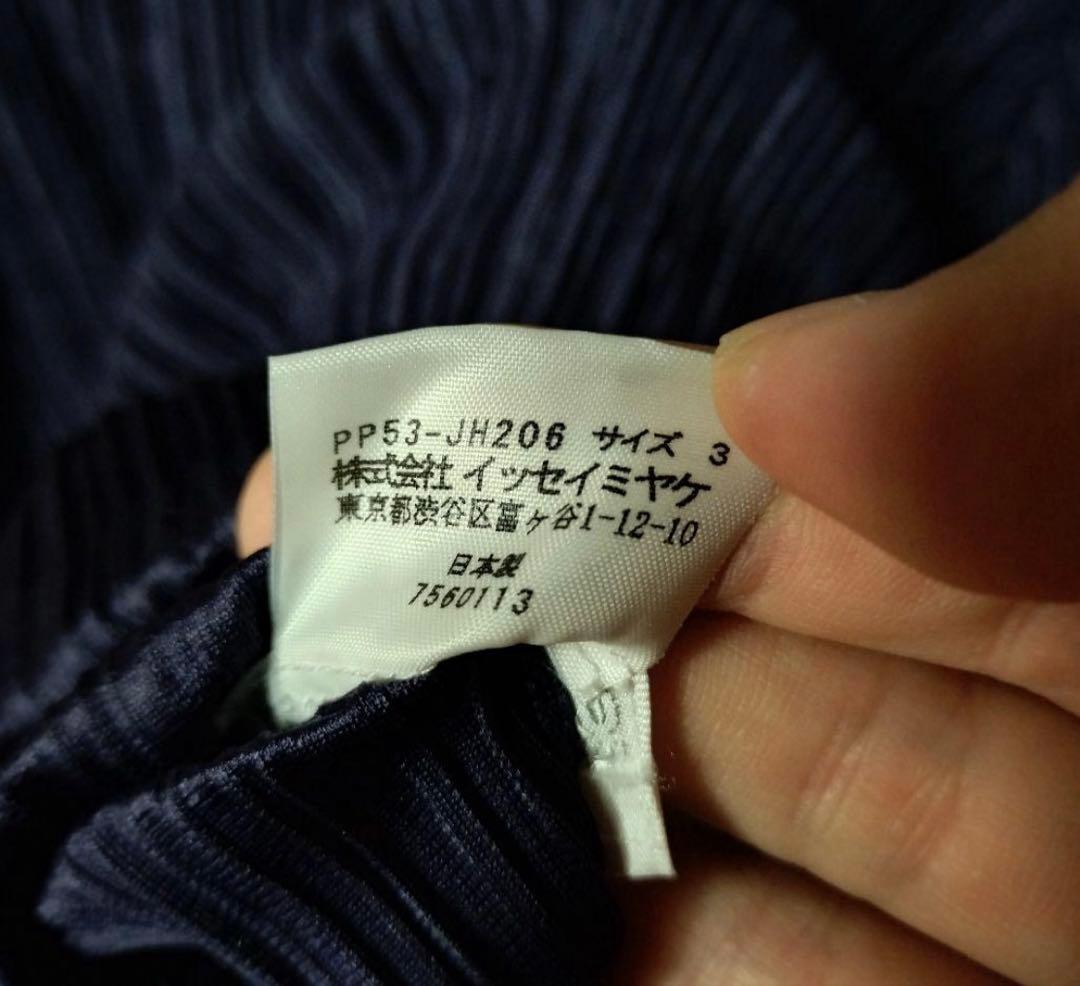 PP53-JH206 サイズ 3
株式会社 イッセイミヤケ
東京都渋谷区富ヶ谷1-12-10
日本製
7560113